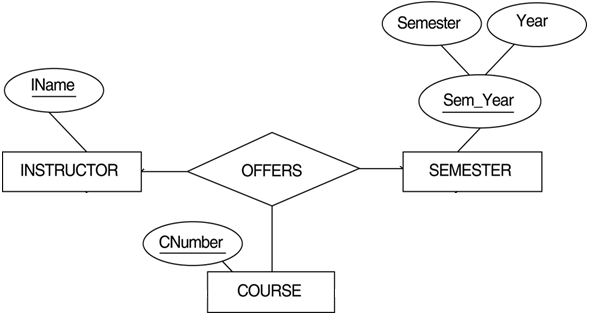 Semester
Year
IName
Sem_Year
INSTRUCTOR
OFFERS
SEMESTER
CNumber
COURSE